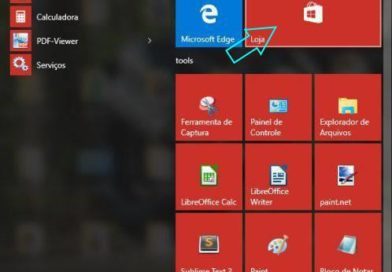 Calculadora
PDF-Viewer
Serviços
Microsoft Edge
Loja
tools
Ferramenta de
Captura
Painel de
Controle
Explorador de
Arquivos
LibreOffice Calc
LibreOffice
Writer
paint.net
Sublime Text 3
Paint
Bloco de Notas